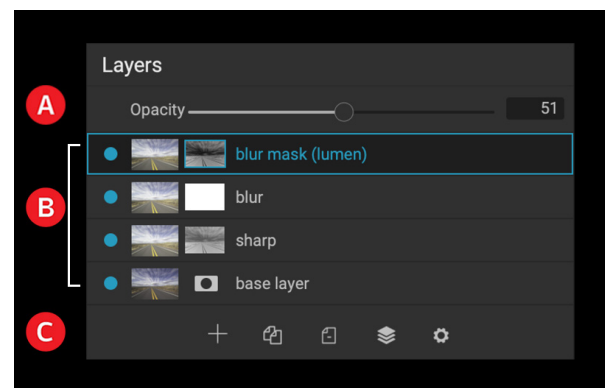 Layers
A
Opacity 51
blur mask (lumen)
B
blur
sharp
base layer
C